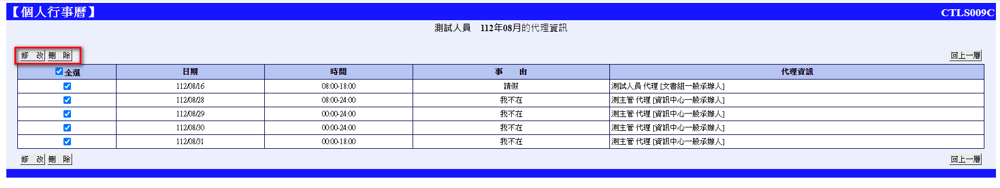 【個人行事曆】 CTLS009C
測試人員 112年08月的代理資訊
修 改 刪 除 回上一層
全選 日期 時間 事 由 代理資訊
112/08/16 08:00-18:00 請假 測試人員 代理 [文書組一般承辦人]
112/08/28 08:00-24:00 我不在 測主管 代理 [資訊中心一般承辦人]
112/08/29 00:00-24:00 我不在 測主管 代理 [資訊中心一般承辦人]
112/08/30 00:00-24:00 我不在 測主管 代理 [資訊中心一般承辦人]
112/08/31 00:00-18:00 我不在 測主管 代理 [資訊中心一般承辦人]
修 改 刪 除 回上一層